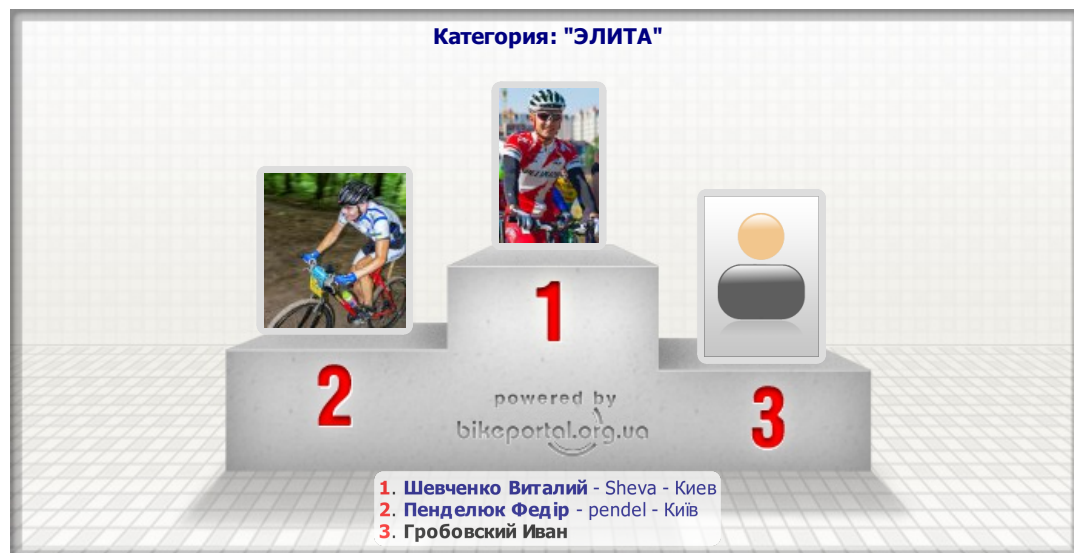 Категория: "ЭЛИТА"
1
2
3
powered by
bikeportal.org.ua
1. Шевченко Виталий - Sheva - Киев
2. Пенделюк Федір - pendel - Київ
3. Гробовский Иван